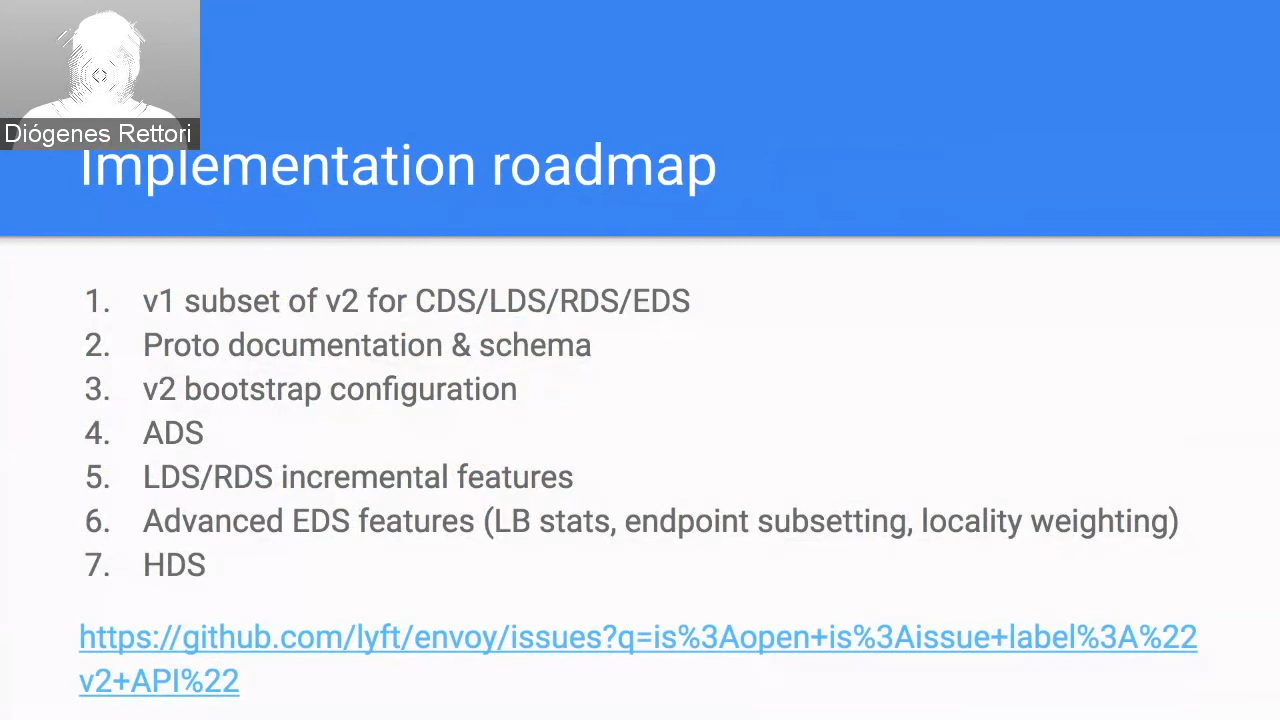 Diógenes Rettori
Implementation roadmap
1. v1 subset of v2 for CDS/LDS/RDS/EDS
2. Proto documentation & schema
3. v2 bootstrap configuration
4. ADS
5. LDS/RDS incremental features
6. Advanced EDS features (LB stats, endpoint subsetting, locality weighting)
7. HDS
https://github.com/lyft/envoy/issues?q=is%3Aopen+is%3Aissue+label%3A%22
v2+API%22